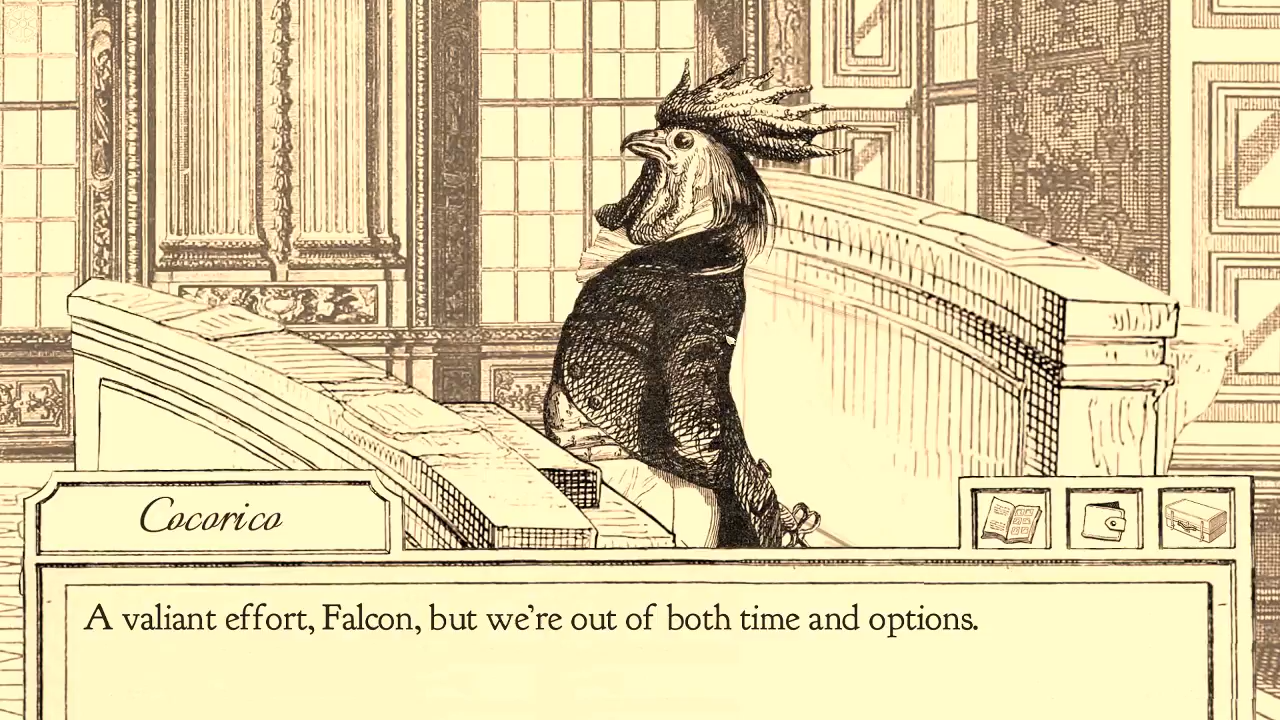 Cocorico
A valiant effort, Falcon, but we're out of both time and options.